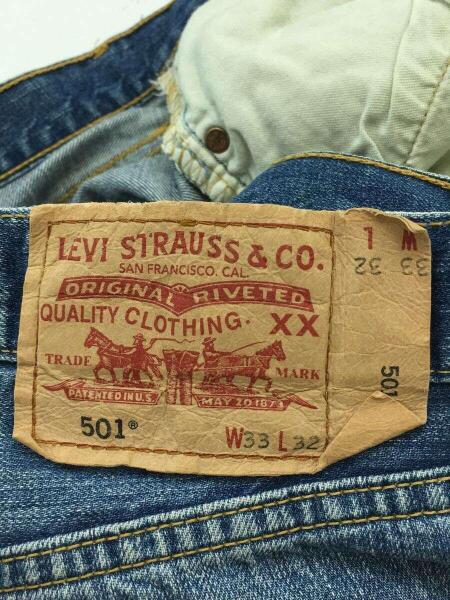 LEVI STRAUSS & CO.
SAN FRANCISCO. CAL.
ORIGINAL RIVETED
QUALITY CLOTHING. XX
TRADE MARK
PATENTED IN U.S. MAY 20 1873
501® W33 L32
W 33
L 32
501